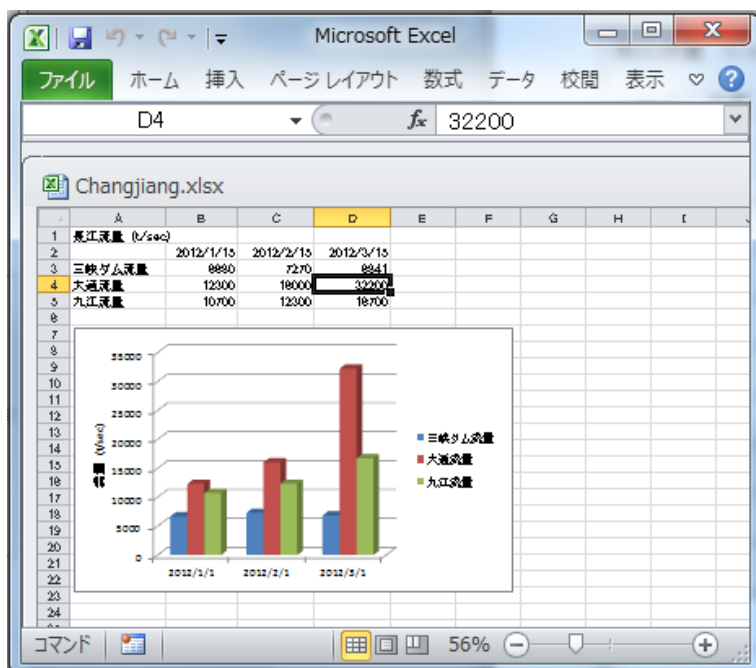 Microsoft Excel
ファイル ホーム 挿入 ページ レイアウト 数式 データ 校閲 表示
D4 fx 32200
Changjiang.xlsx
A B C D E F G H I
1 長江流量 (t/sec)
2 2012/1/15 2012/2/15 2012/3/15
3 三峡ダム流量 7270
4 大通流量 12300 16000 32200
5 九江流量 10700 12300 16700
6
7
8
9
10
11
12
13
14
15
16
17
18
19
20
21
22
23
24
35000
30000
25000
20000
15000
10000
5000
0
流量 (t/sec)
2012/1/1 2012/2/1 2012/3/1
三峡ダム流量
大通流量
九江流量
コマンド 56%